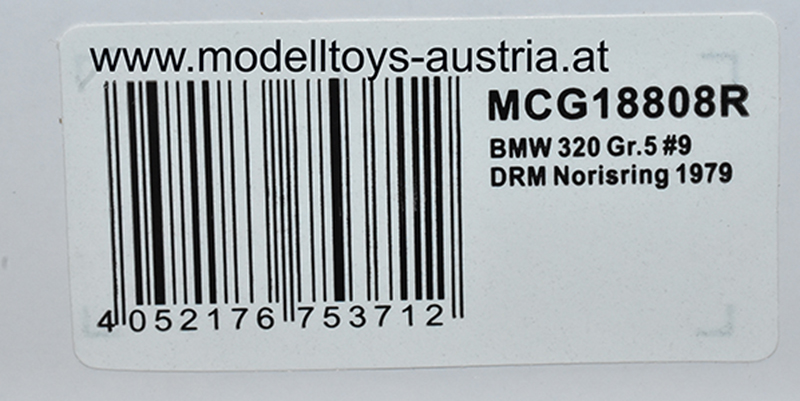 www.modelltoys-austria.at
MCG18808R
BMW 320 Gr.5 #9
DRM Norisring 1979
4 052176 753712